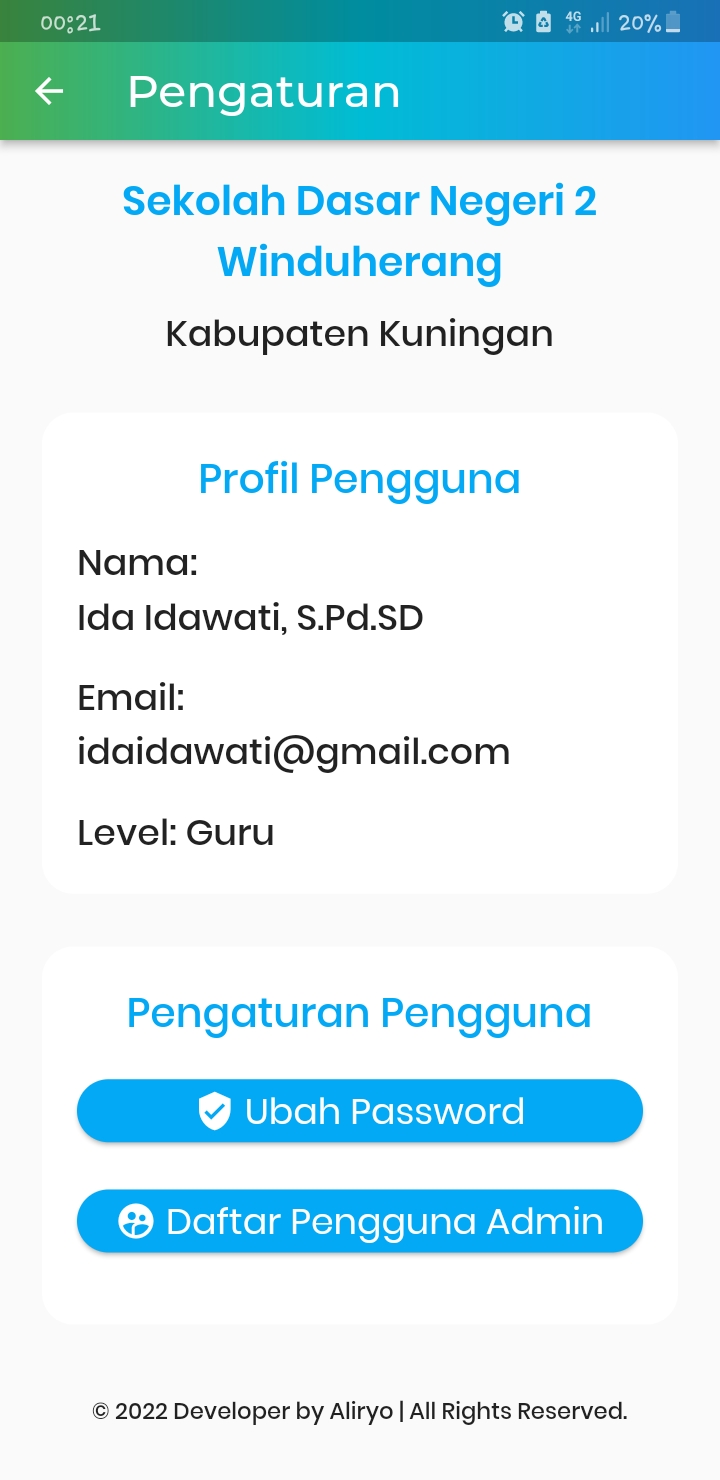 00:21
4G
20%
Pengaturan
Sekolah Dasar Negeri 2
Winduherang
Kabupaten Kuningan
Profil Pengguna
Nama:
Ida Idawati, S.Pd.SD
Email:
idaidawati@gmail.com
Level: Guru
Pengaturan Pengguna
Ubah Password
Daftar Pengguna Admin
© 2022 Developer by Aliryo | All Rights Reserved.